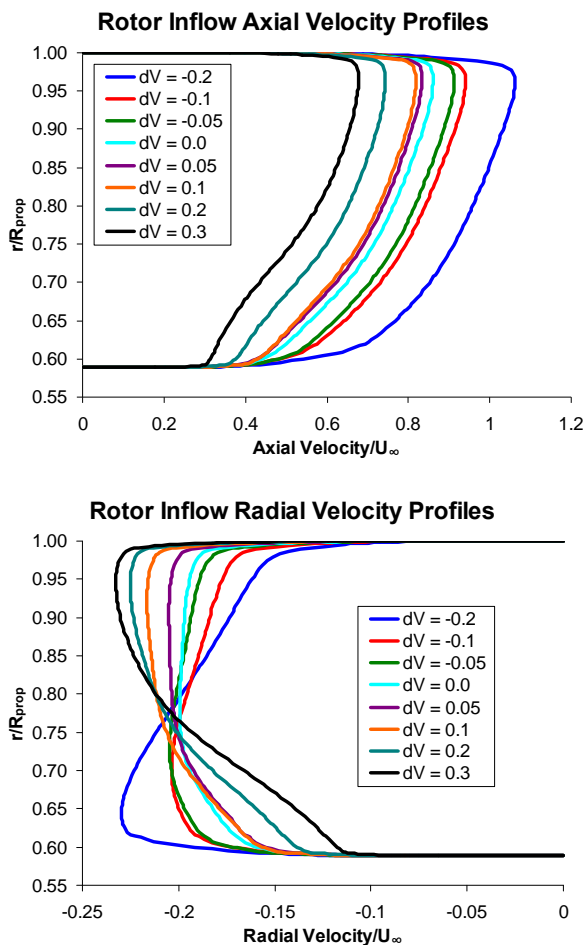 Rotor Inflow Axial Velocity Profiles
1.00
0.95
0.90
0.85
0.80
0.75
0.70
0.65
0.60
0.55
r/Rprop
dV = -0.2
dV = -0.1
dV = -0.05
dV = 0.0
dV = 0.05
dV = 0.1
dV = 0.2
dV = 0.3
0 0.2 0.4 0.6 0.8 1 1.2
Axial Velocity/U∞
Rotor Inflow Radial Velocity Profiles
1.00
0.95
0.90
0.85
0.80
0.75
0.70
0.65
0.60
0.55
r/Rprop
dV = -0.2
dV = -0.1
dV = -0.05
dV = 0.0
dV = 0.05
dV = 0.1
dV = 0.2
dV = 0.3
-0.25 -0.2 -0.15 -0.1 -0.05 0
Radial Velocity/U∞